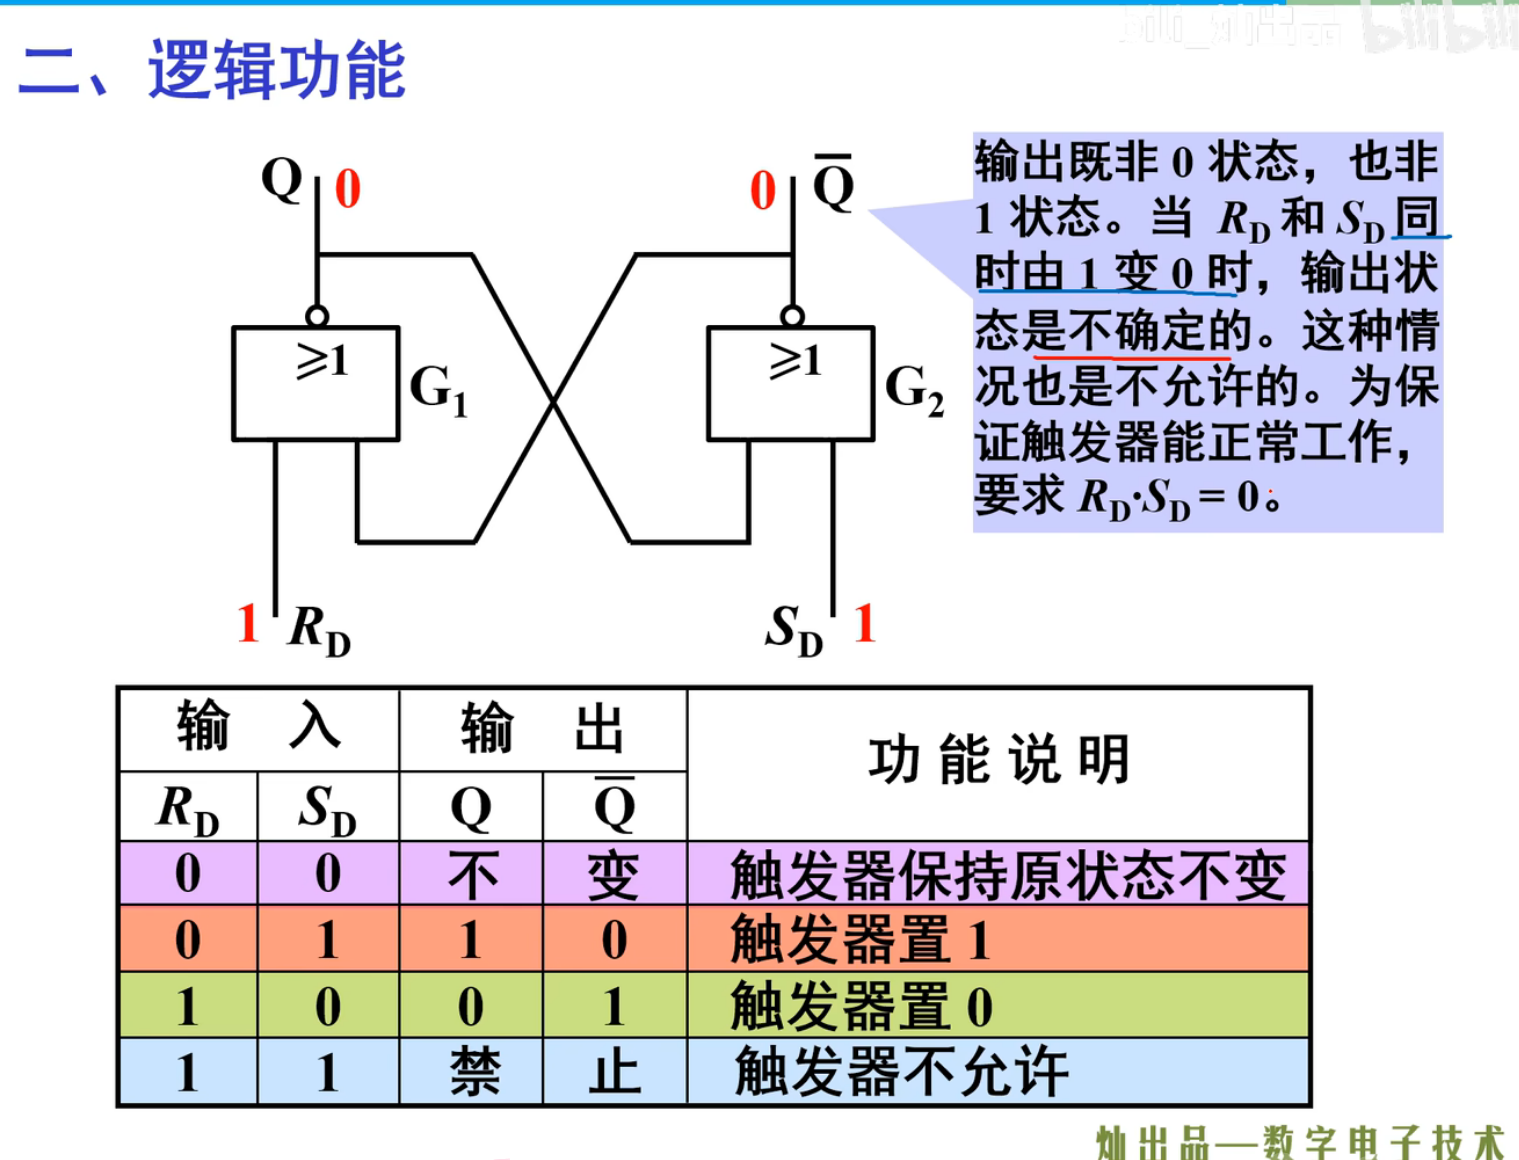 二、逻辑功能
Q 0
0 Q̅
≥1
G₁
≥1
G₂
1 R_D
S_D 1
输出既非 0 状态，也非
1 状态。当 R_D 和 S_D 同
时由 1 变 0 时，输出状
态是不确定的。这种情
况也是不允许的。为保
证触发器能正常工作，
要求 R_D·S_D = 0。
输 入 输 出 功 能 说 明
R_D S_D Q Q̅
0 0 不 变 触发器保持原状态不变
0 1 1 0 触发器置 1
1 0 0 1 触发器置 0
1 1 禁 止 触发器不允许
灿出品—数字电子技术